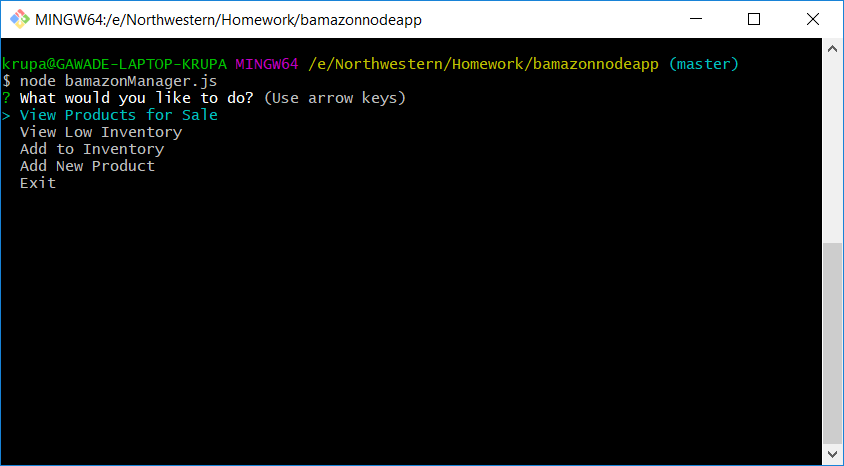 MINGW64:/e/Northwestern/Homework/bamazonnodeapp
krupa@GAWADE-LAPTOP-KRUPA MINGW64 /e/Northwestern/Homework/bamazonnodeapp (master)
$ node bamazonManager.js
? What would you like to do? (Use arrow keys)
> View Products for Sale
View Low Inventory
Add to Inventory
Add New Product
Exit